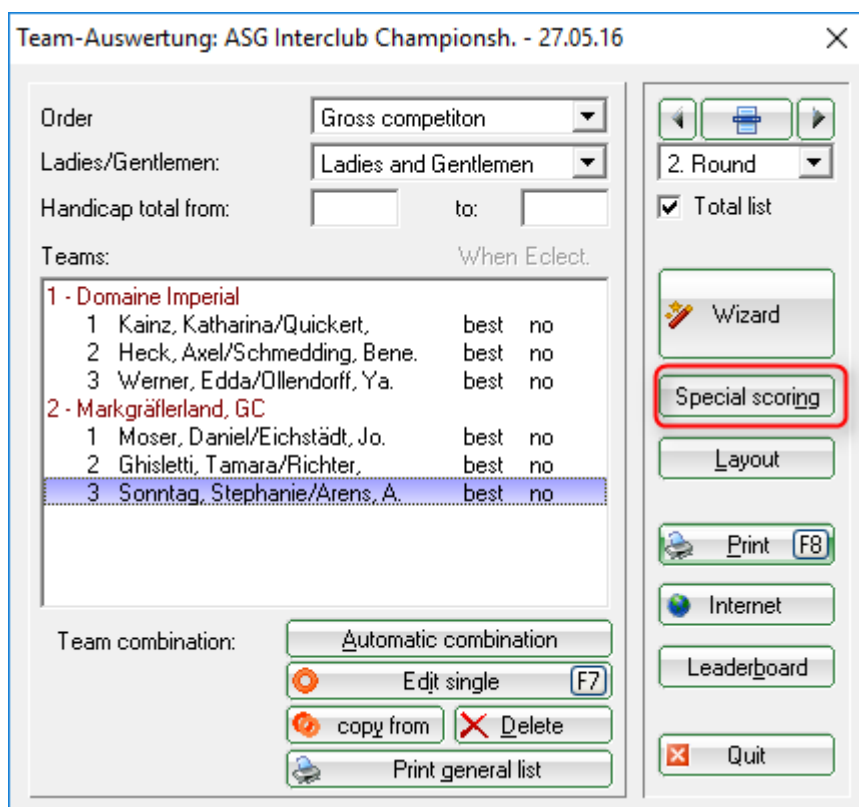 Team-Auswertung: ASG Interclub Championsh. - 27.05.16
Order Gross competiton
Ladies/Gentlemen: Ladies and Gentlemen
Handicap total from: to:
Teams: When Eclect.
1 - Domaine Imperial
1 Kainz, Katharina/Quickert, best no
2 Heck, Axel/Schmedding, Bene. best no
3 Werner, Edda/Ollendorff, Ya. best no
2 - Markgräflerland, GC
1 Moser, Daniel/Eichstädt, Jo. best no
2 Ghisletti, Tamara/Richter, best no
3 Sonntag, Stephanie/Arens, A. best no
Team combination: Automatic combination
Edit single F7
copy from Delete
Print general list
2. Round
Total list
Wizard
Special scoring
Layout
Print F8
Internet
Leaderboard
Quit